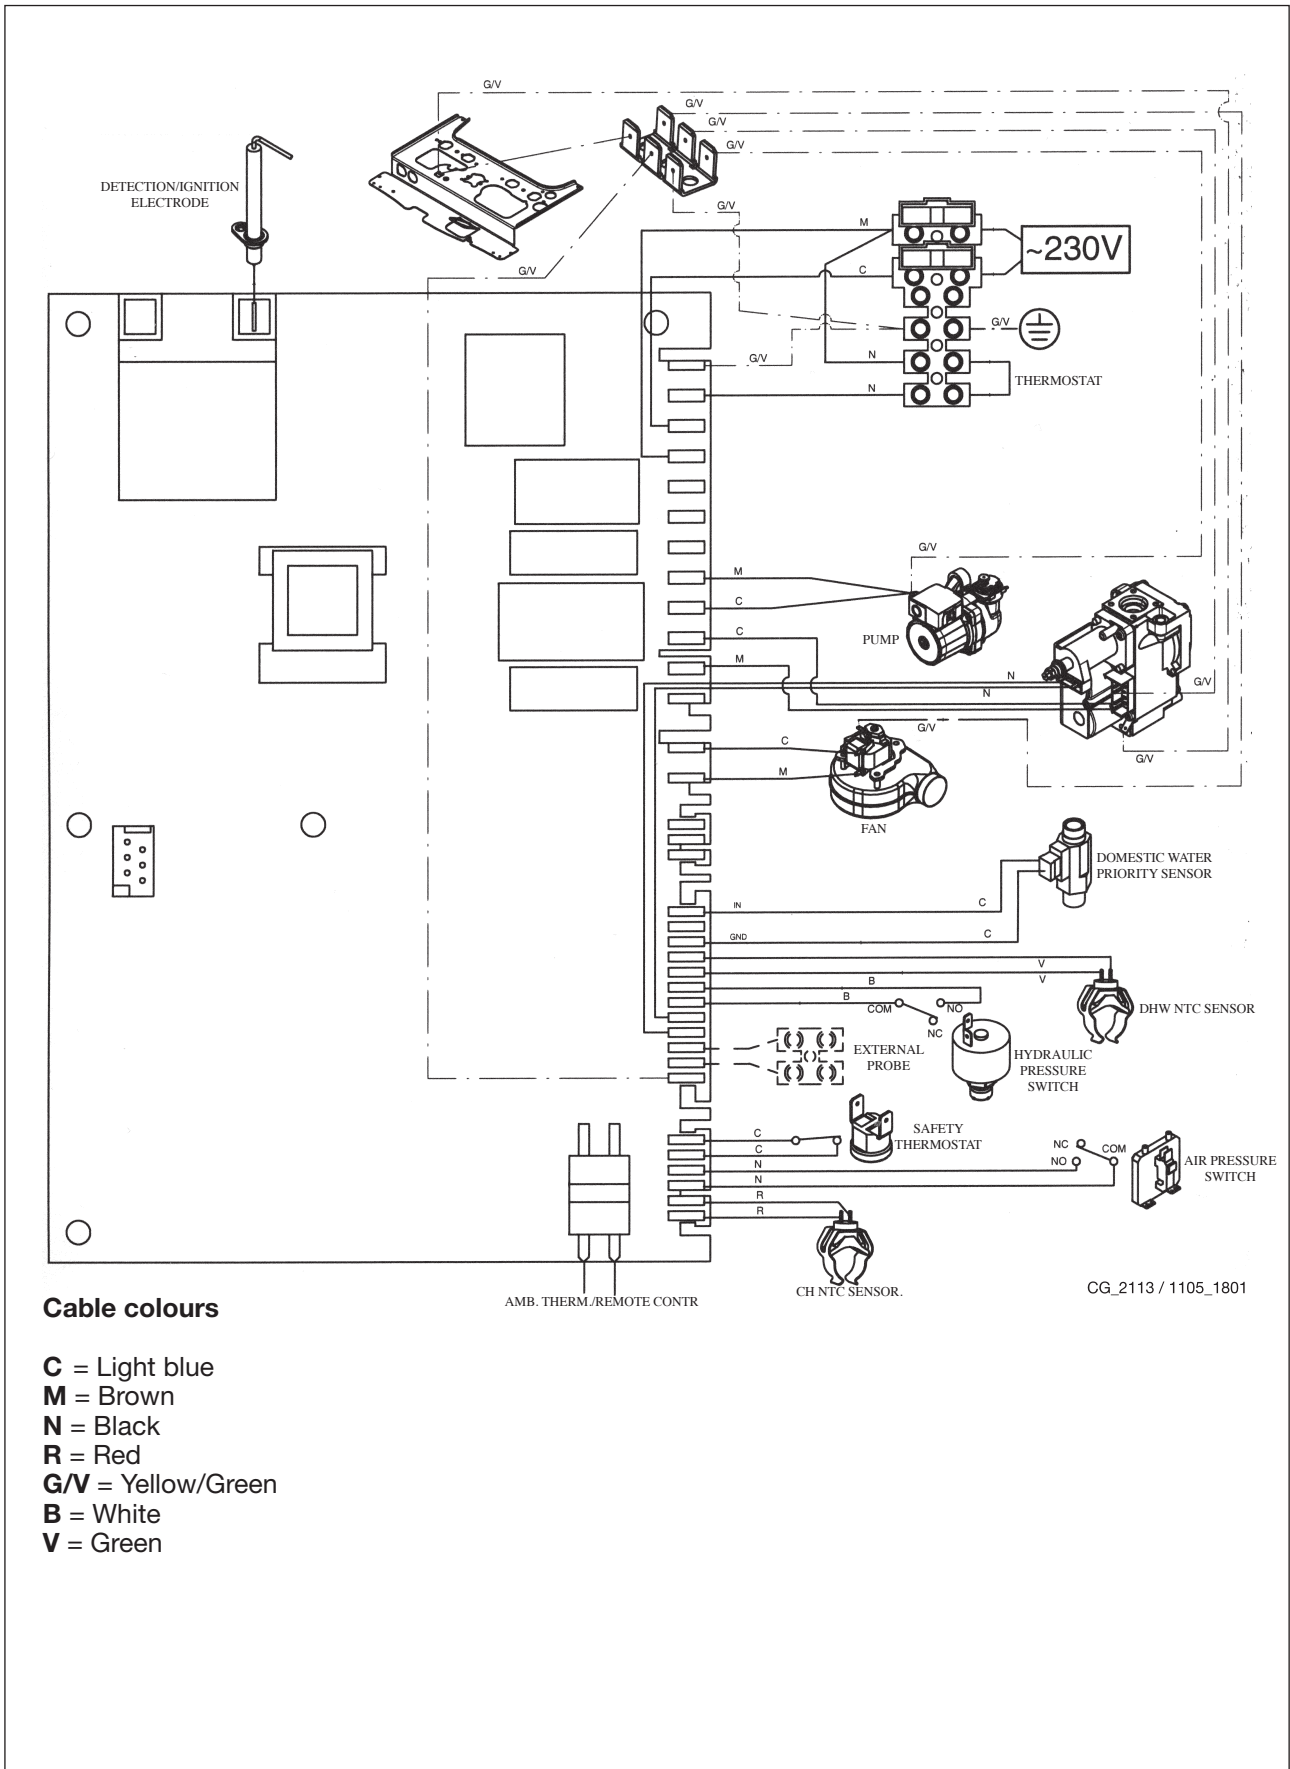 G/V
G/V
G/V
G/V
DETECTION/IGNITION
ELECTRODE
G/V
M
~230V
G/V
C
G/V
G/V
N
THERMOSTAT
N
G/V
M
C
PUMP
C
M
N
G/V
N
G/V
C
G/V
M
FAN
DOMESTIC WATER
PRIORITY SENSOR
IN
C
GND
C
V
V
B
B
COM
NO
NC
DHW NTC SENSOR
EXTERNAL
PROBE
HYDRAULIC
PRESSURE
SWITCH
SAFETY
THERMOSTAT
C
C
NC
COM
NO
N
N
AIR PRESSURE
SWITCH
R
R
CH NTC SENSOR.
AMB. THERM./REMOTE CONTR
CG_2113 / 1105_1801
Cable colours
C = Light blue
M = Brown
N = Black
R = Red
G/V = Yellow/Green
B = White
V = Green